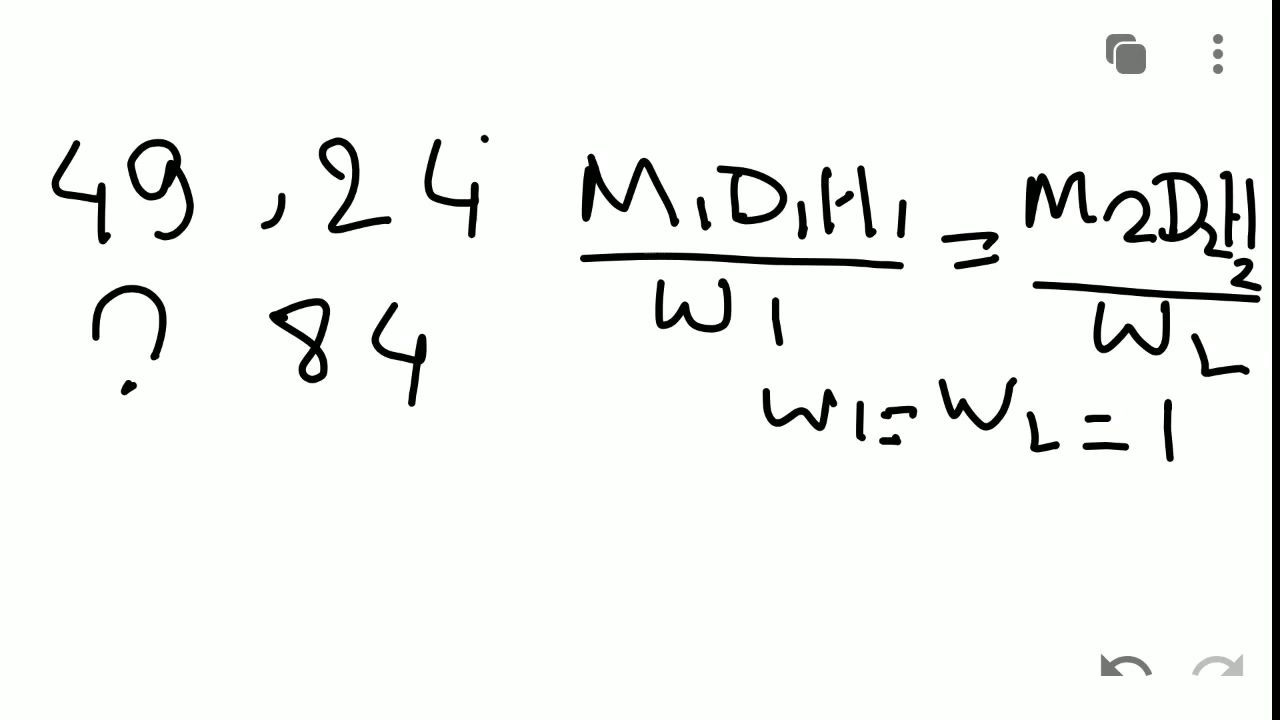 49, 24 M₁D₁H₁ = M₂D₂H₂
W1 W2
? 84
W1 = W2 = 1